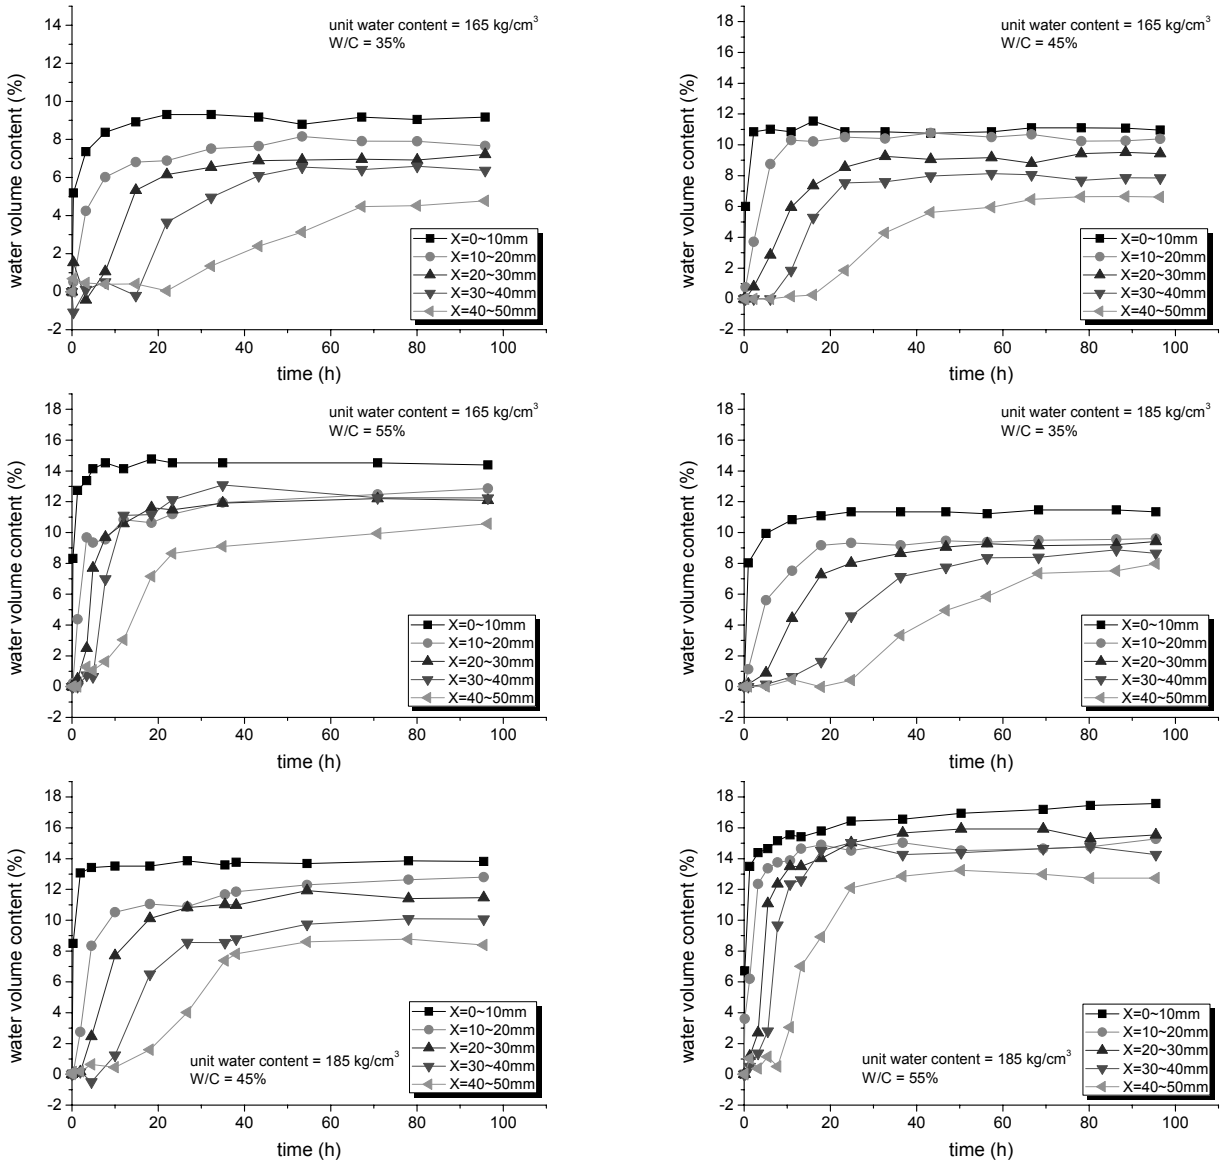 unit water content = 165 kg/cm³
W/C = 35%
water volume content (%)
14
12
10
8
6
4
2
0
-2
X=0~10mm
X=10~20mm
X=20~30mm
X=30~40mm
X=40~50mm
0 20 40 60 80 100
time (h)
unit water content = 165 kg/cm³
W/C = 45%
water volume content (%)
18
16
14
12
10
8
6
4
2
0
-2
X=0~10mm
X=10~20mm
X=20~30mm
X=30~40mm
X=40~50mm
0 20 40 60 80 100
time (h)
unit water content = 165 kg/cm³
W/C = 55%
water volume content (%)
18
16
14
12
10
8
6
4
2
0
-2
X=0~10mm
X=10~20mm
X=20~30mm
X=30~40mm
X=40~50mm
0 20 40 60 80 100
time (h)
unit water content = 185 kg/cm³
W/C = 35%
water volume content (%)
18
16
14
12
10
8
6
4
2
0
-2
X=0~10mm
X=10~20mm
X=20~30mm
X=30~40mm
X=40~50mm
0 20 40 60 80 100
time (h)
water volume content (%)
18
16
14
12
10
8
6
4
2
0
-2
X=0~10mm
X=10~20mm
X=20~30mm
X=30~40mm
X=40~50mm
unit water content = 185 kg/cm³
W/C = 45%
0 20 40 60 80 100
time (h)
water volume content (%)
18
16
14
12
10
8
6
4
2
0
-2
X=0~10mm
X=10~20mm
X=20~30mm
X=30~40mm
X=40~50mm
unit water content = 185 kg/cm³
W/C = 55%
0 20 40 60 80 100
time (h)